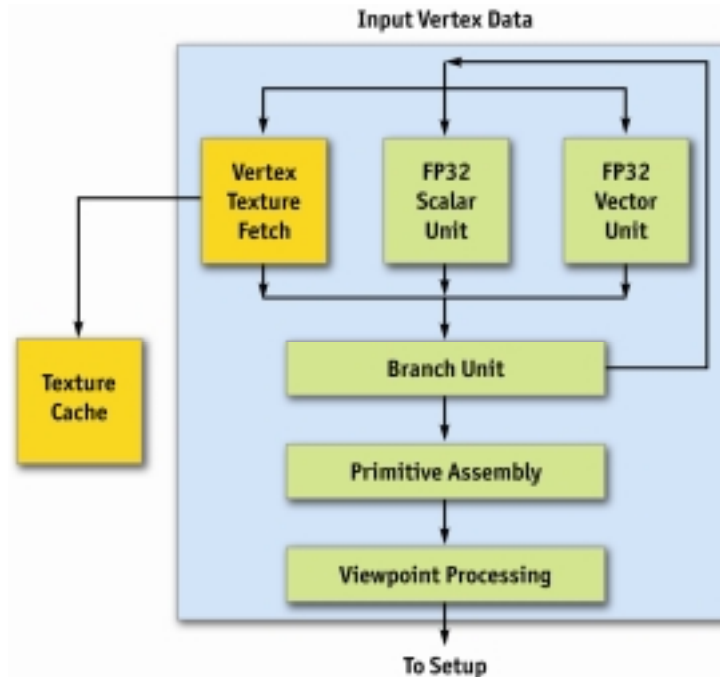 Input Vertex Data
Vertex
Texture
Fetch
FP32
Scalar
Unit
FP32
Vector
Unit
Texture
Cache
Branch Unit
Primitive Assembly
Viewpoint Processing
To Setup